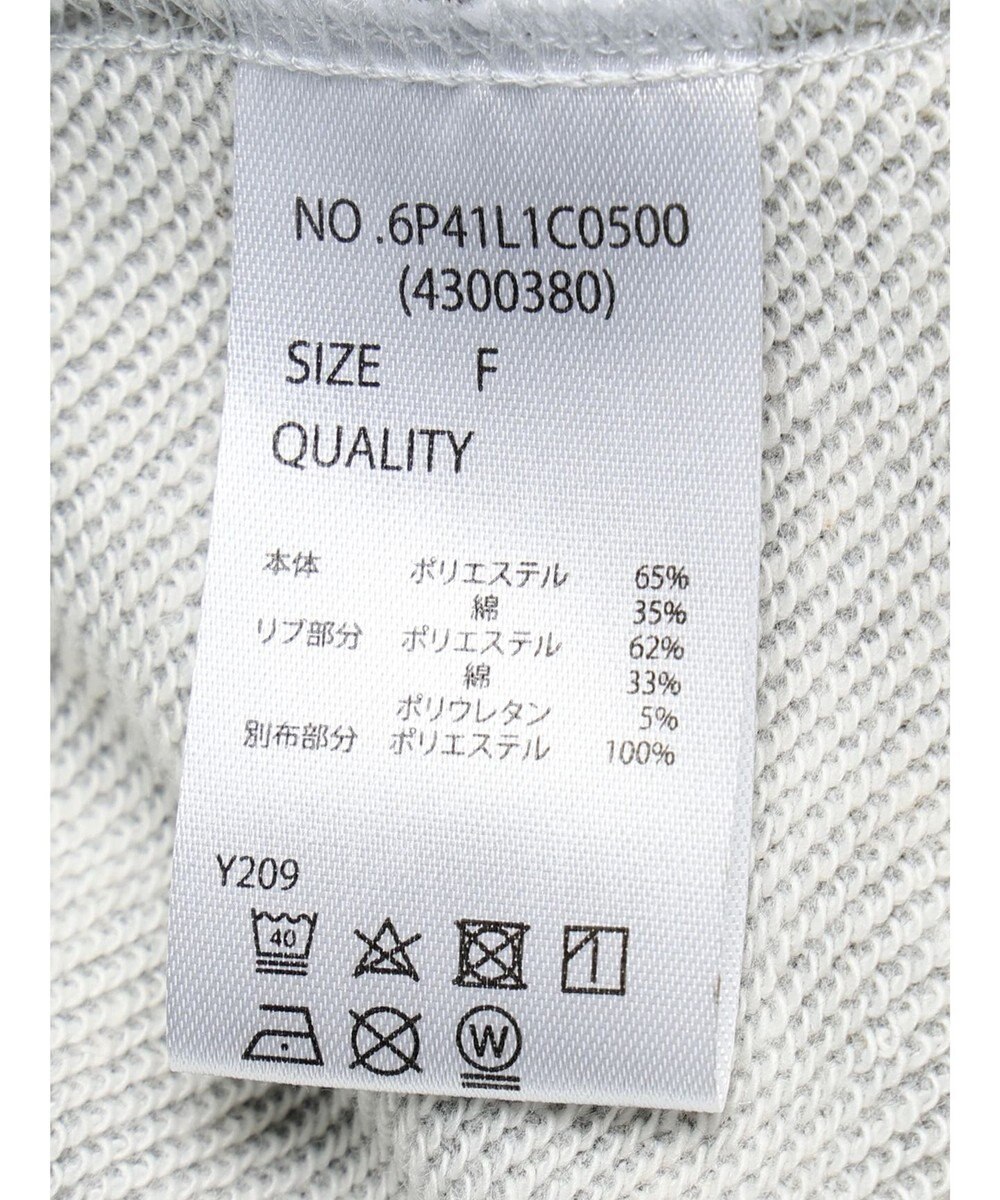 NO.6P41L1C0500
(4300380)
SIZE F
QUALITY
本体 ポリエステル 65%
綿 35%
リブ部分 ポリエステル 62%
綿 33%
ポリウレタン 5%
別布部分 ポリエステル 100%
Y209
40
W